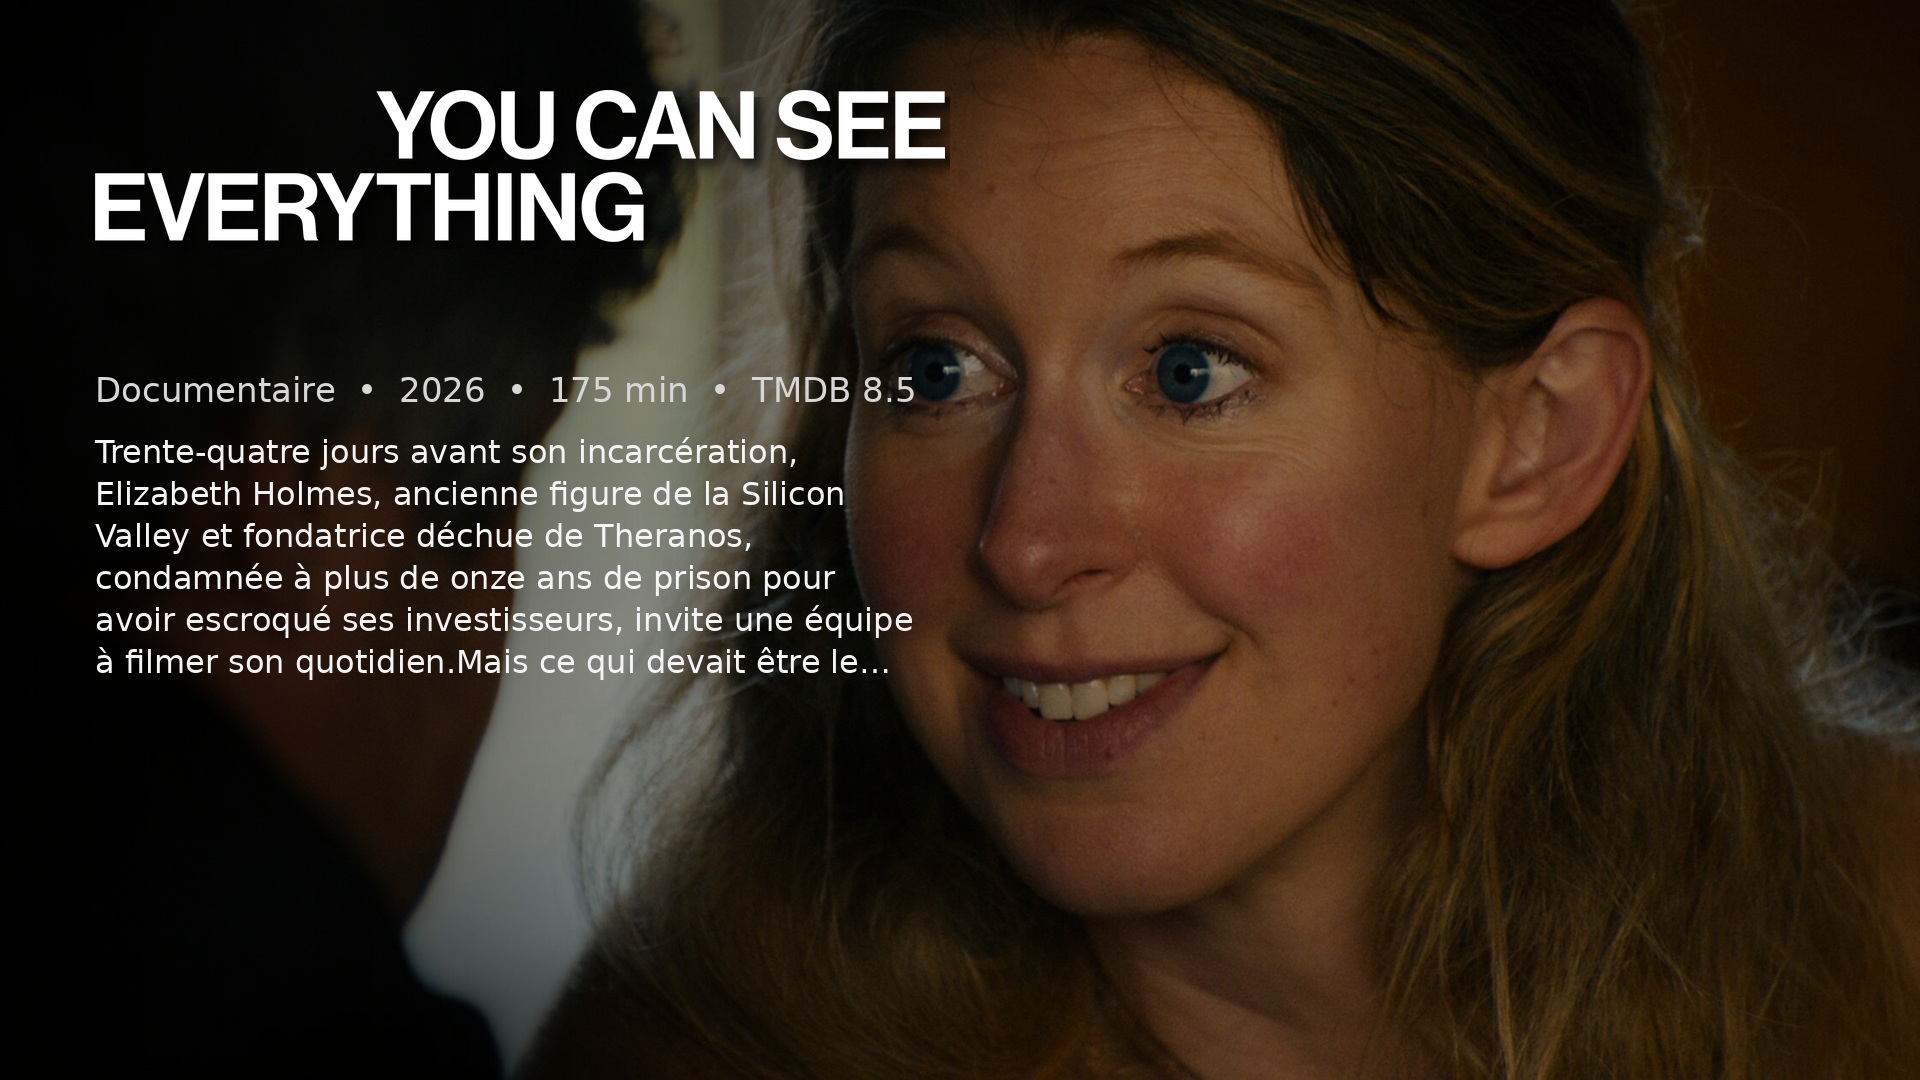 YOU CAN SEE
EVERYTHING
Documentaire • 2026 • 175 min • TMDB 8.5
Trente-quatre jours avant son incarcération,
Elizabeth Holmes, ancienne figure de la Silicon
Valley et fondatrice déchue de Theranos,
condamnée à plus de onze ans de prison pour
avoir escroqué ses investisseurs, invite une équipe
à filmer son quotidien.Mais ce qui devait être le...